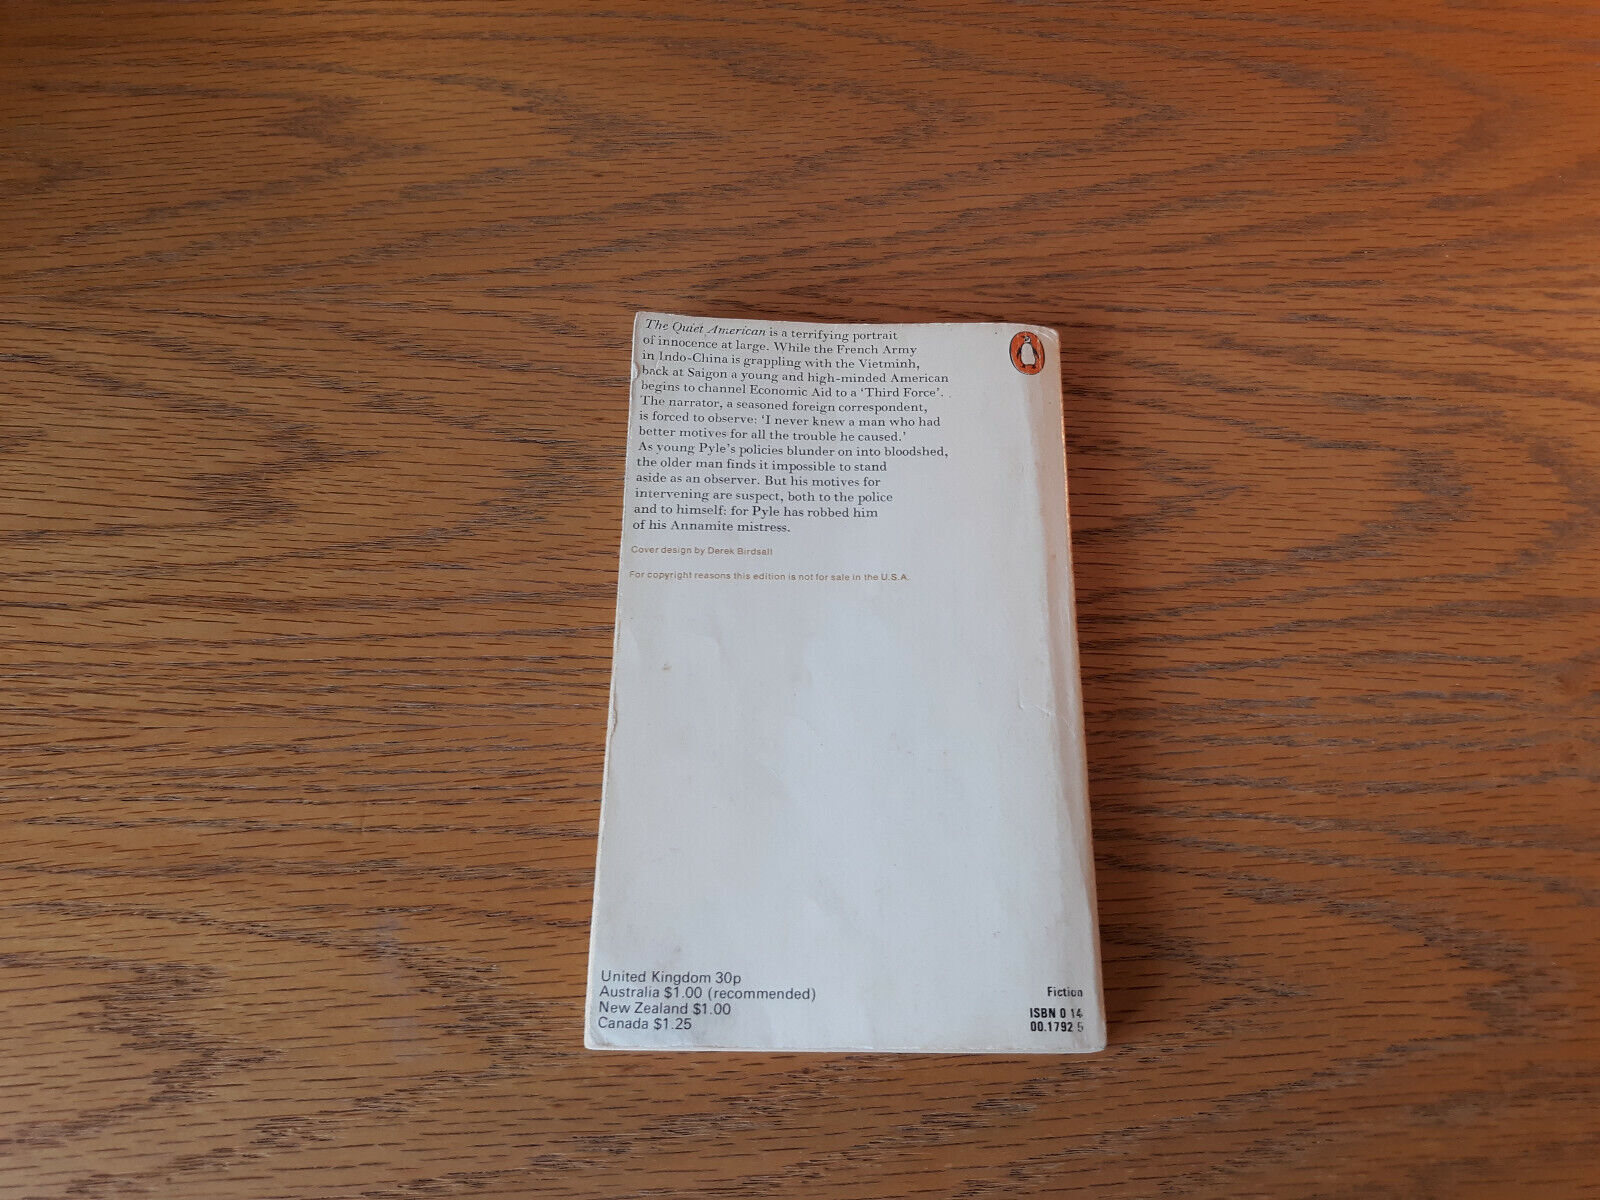 The Quiet American is a terrifying portrait
of innocence at large. While the French Army
in Indo-China is grappling with the Vietminh,
back at Saigon a young and high-minded American
begins to channel Economic Aid to a ‘Third Force’.
The narrator, a seasoned foreign correspondent,
is forced to observe: ‘I never knew a man who had
better motives for all the trouble he caused.’
As young Pyle’s policies blunder on into bloodshed,
the older man finds it impossible to stand
aside as an observer. But his motives for
intervening are suspect, both to the police
and to himself: for Pyle has robbed him
of his Annamite mistress.
Cover design by Derek Birdsall
For copyright reasons this edition is not for sale in the U.S.A.
United Kingdom 30p
Australia $1.00 (recommended)
New Zealand $1.00
Canada $1.25
Fiction
ISBN 0 14
00.1792 5